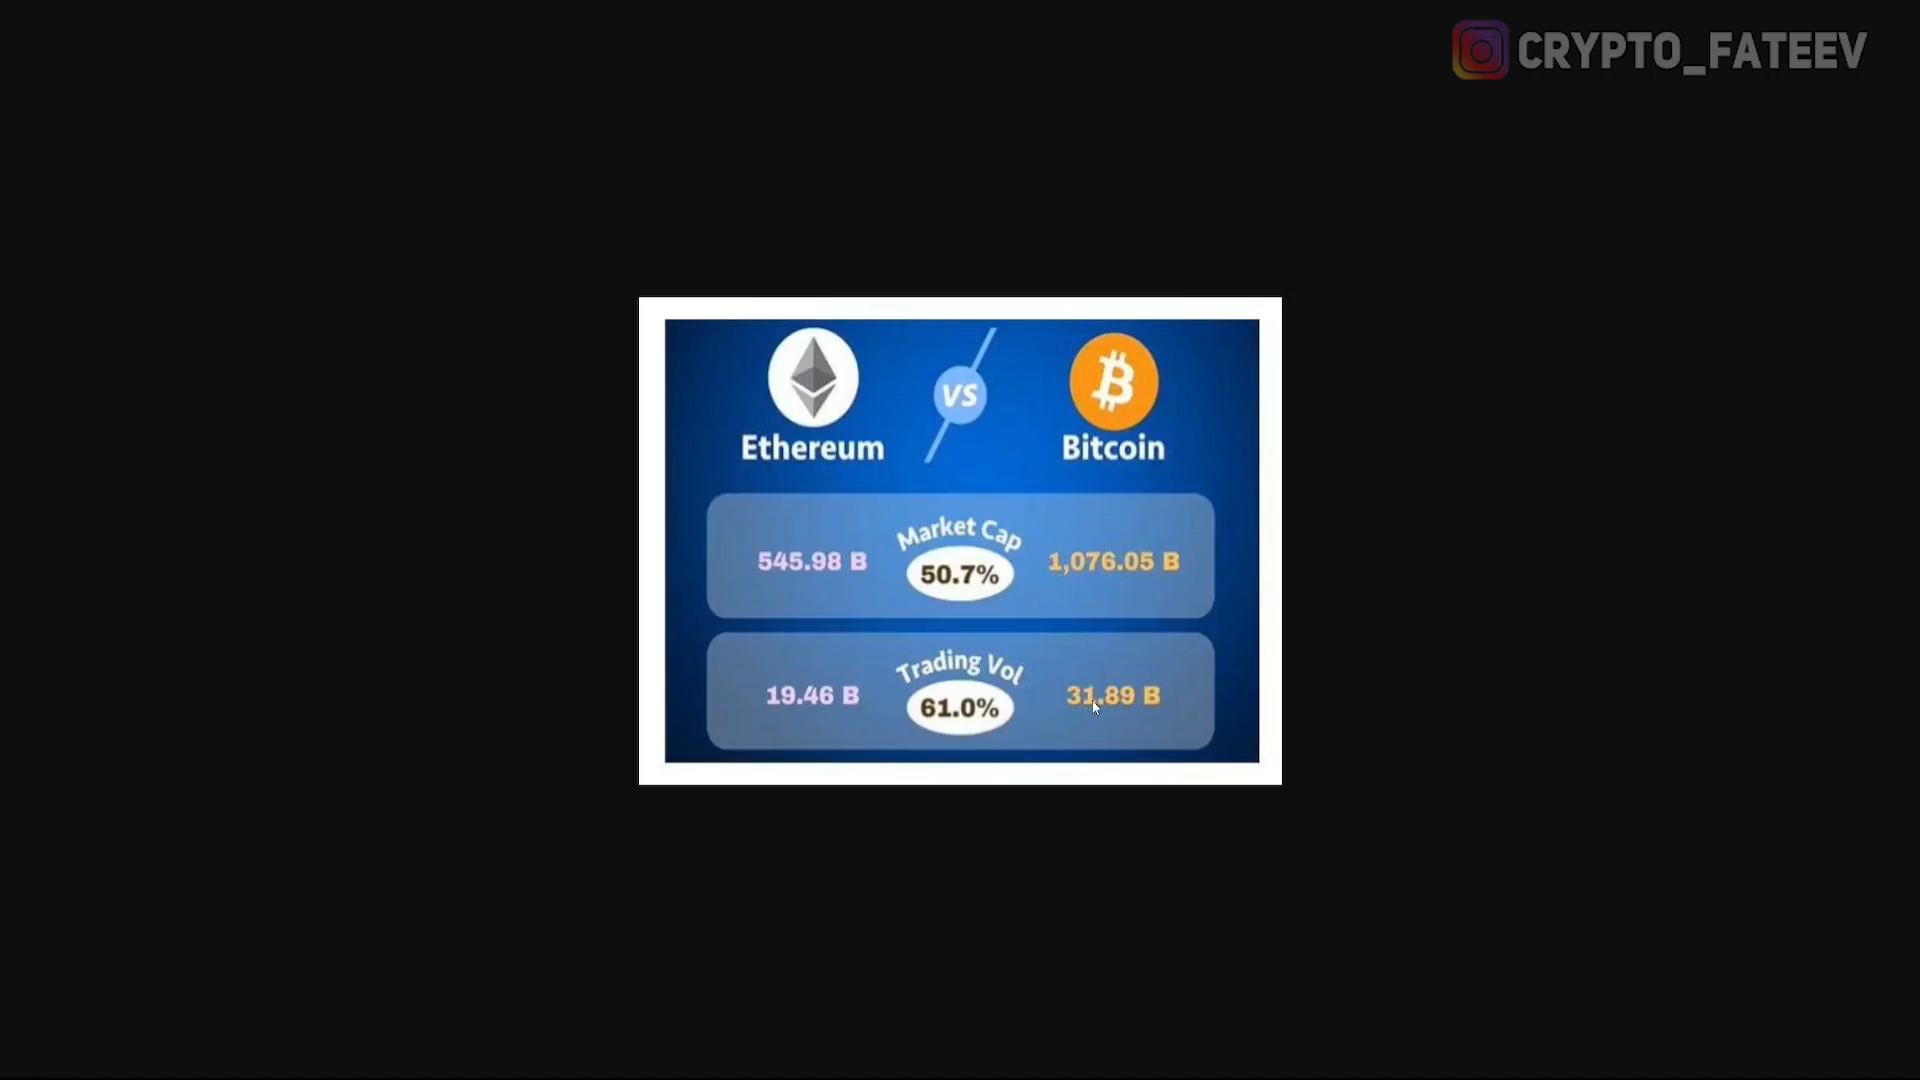 CRYPTO_FATEEV
VS
Ethereum
Bitcoin
Market Cap
545.98 B
50.7%
1,076.05 B
Trading Vol
19.46 B
61.0%
31.89 B